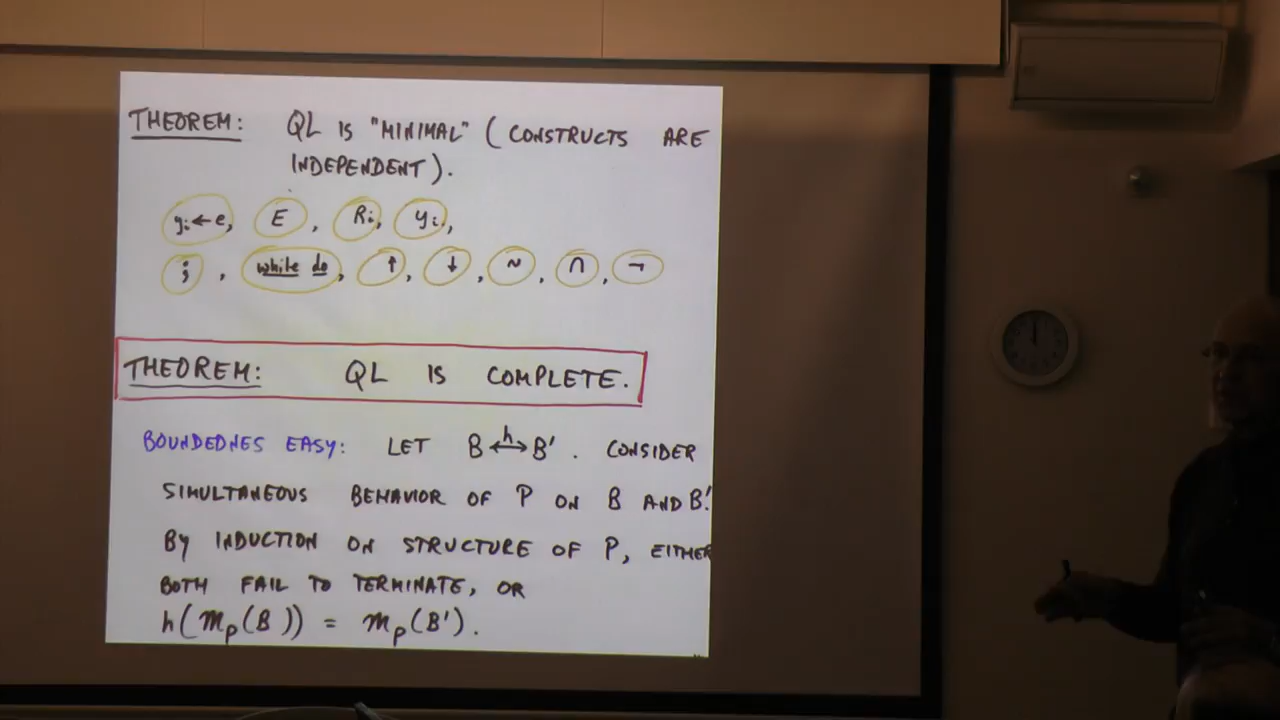 THEOREM: QL IS "MINIMAL" (CONSTRUCTS ARE
INDEPENDENT).
yi←e, E, Ri, yi,
;, while do, ↑, ↓, ~, ∩, ¬
THEOREM: QL IS COMPLETE.
BOUNDEDNES EASY: LET B ←h→ B'. CONSIDER
SIMULTANEOUS BEHAVIOR OF P ON B AND B'.
BY INDUCTION ON STRUCTURE OF P, EITHER
BOTH FAIL TO TERMINATE, OR
h(mp(B)) = mp(B').